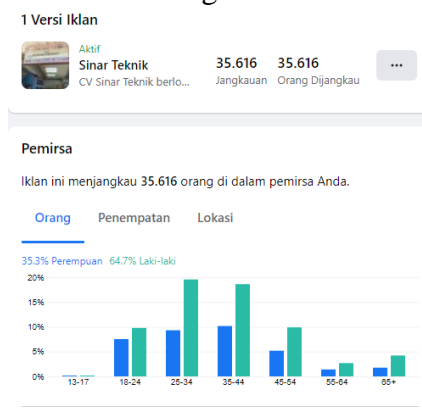 1 Versi Iklan
Aktif
Sinar Teknik
CV Sinar Teknik berlo...
35.616 35.616
Jangkauan Orang Dijangkau
...
Pemirsa
Iklan ini menjangkau 35.616 orang di dalam pemirsa Anda.
Orang Penempatan Lokasi
35.3% Perempuan 64.7% Laki-laki
20%
15%
10%
5%
0%
13-17 18-24 25-34 35-44 45-54 55-64 65+